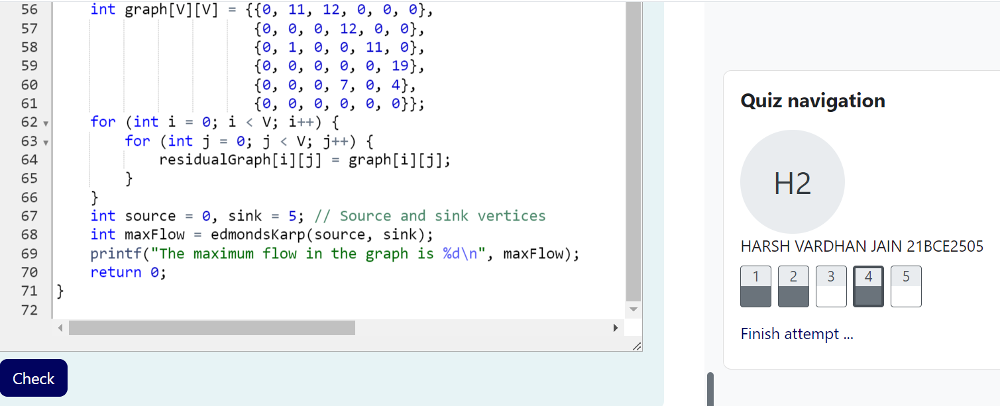 56 int graph[V][V] = {{0, 11, 12, 0, 0, 0},
57 {0, 0, 0, 12, 0, 0},
58 {0, 1, 0, 0, 11, 0},
59 {0, 0, 0, 0, 0, 19},
60 {0, 0, 0, 7, 0, 4},
61 {0, 0, 0, 0, 0, 0}};
62 for (int i = 0; i < V; i++) {
63 for (int j = 0; j < V; j++) {
64 residualGraph[i][j] = graph[i][j];
65 }
66 }
67 int source = 0, sink = 5; // Source and sink vertices
68 int maxFlow = edmondsKarp(source, sink);
69 printf("The maximum flow in the graph is %d\n", maxFlow);
70 return 0;
71 }
72
Check
Quiz navigation
H2
HARSH VARDHAN JAIN 21BCE2505
1 2 3 4 5
Finish attempt ...